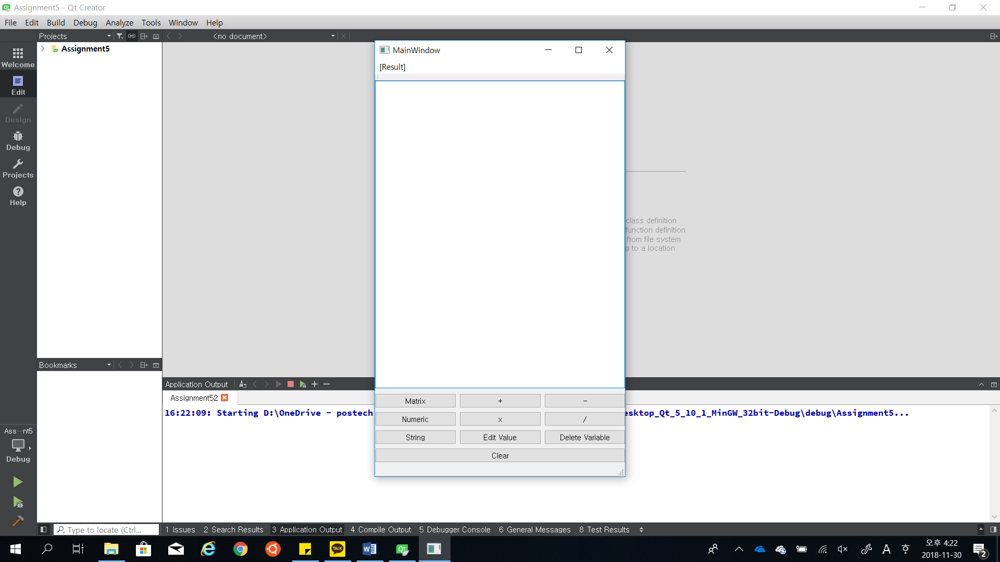 Assignment5 - Qt Creator
File Edit Build Debug Analyze Tools Window Help
Projects
<no document>
Assignment5
Welcome
Edit
Design
Debug
Projects
Help
MainWindow
[Result]
class definition
function definition
from file system
to a location
Bookmarks
Application Output
Assignment52
16:22:09: Starting D:\OneDrive - postech
esktop_Qt_5_10_1_MinGW_32bit-Debug\debug\Assignment5...
Matrix + -
Numeric x /
String Edit Value Delete Variable
Clear
Ass···nt5
Debug
Type to locate (Ctrl...
1 Issues 2 Search Results 3 Application Output 4 Compile Output 5 Debugger Console 6 General Messages 8 Test Results
TALK
Qt
A
오후 4:22
2018-11-30
2